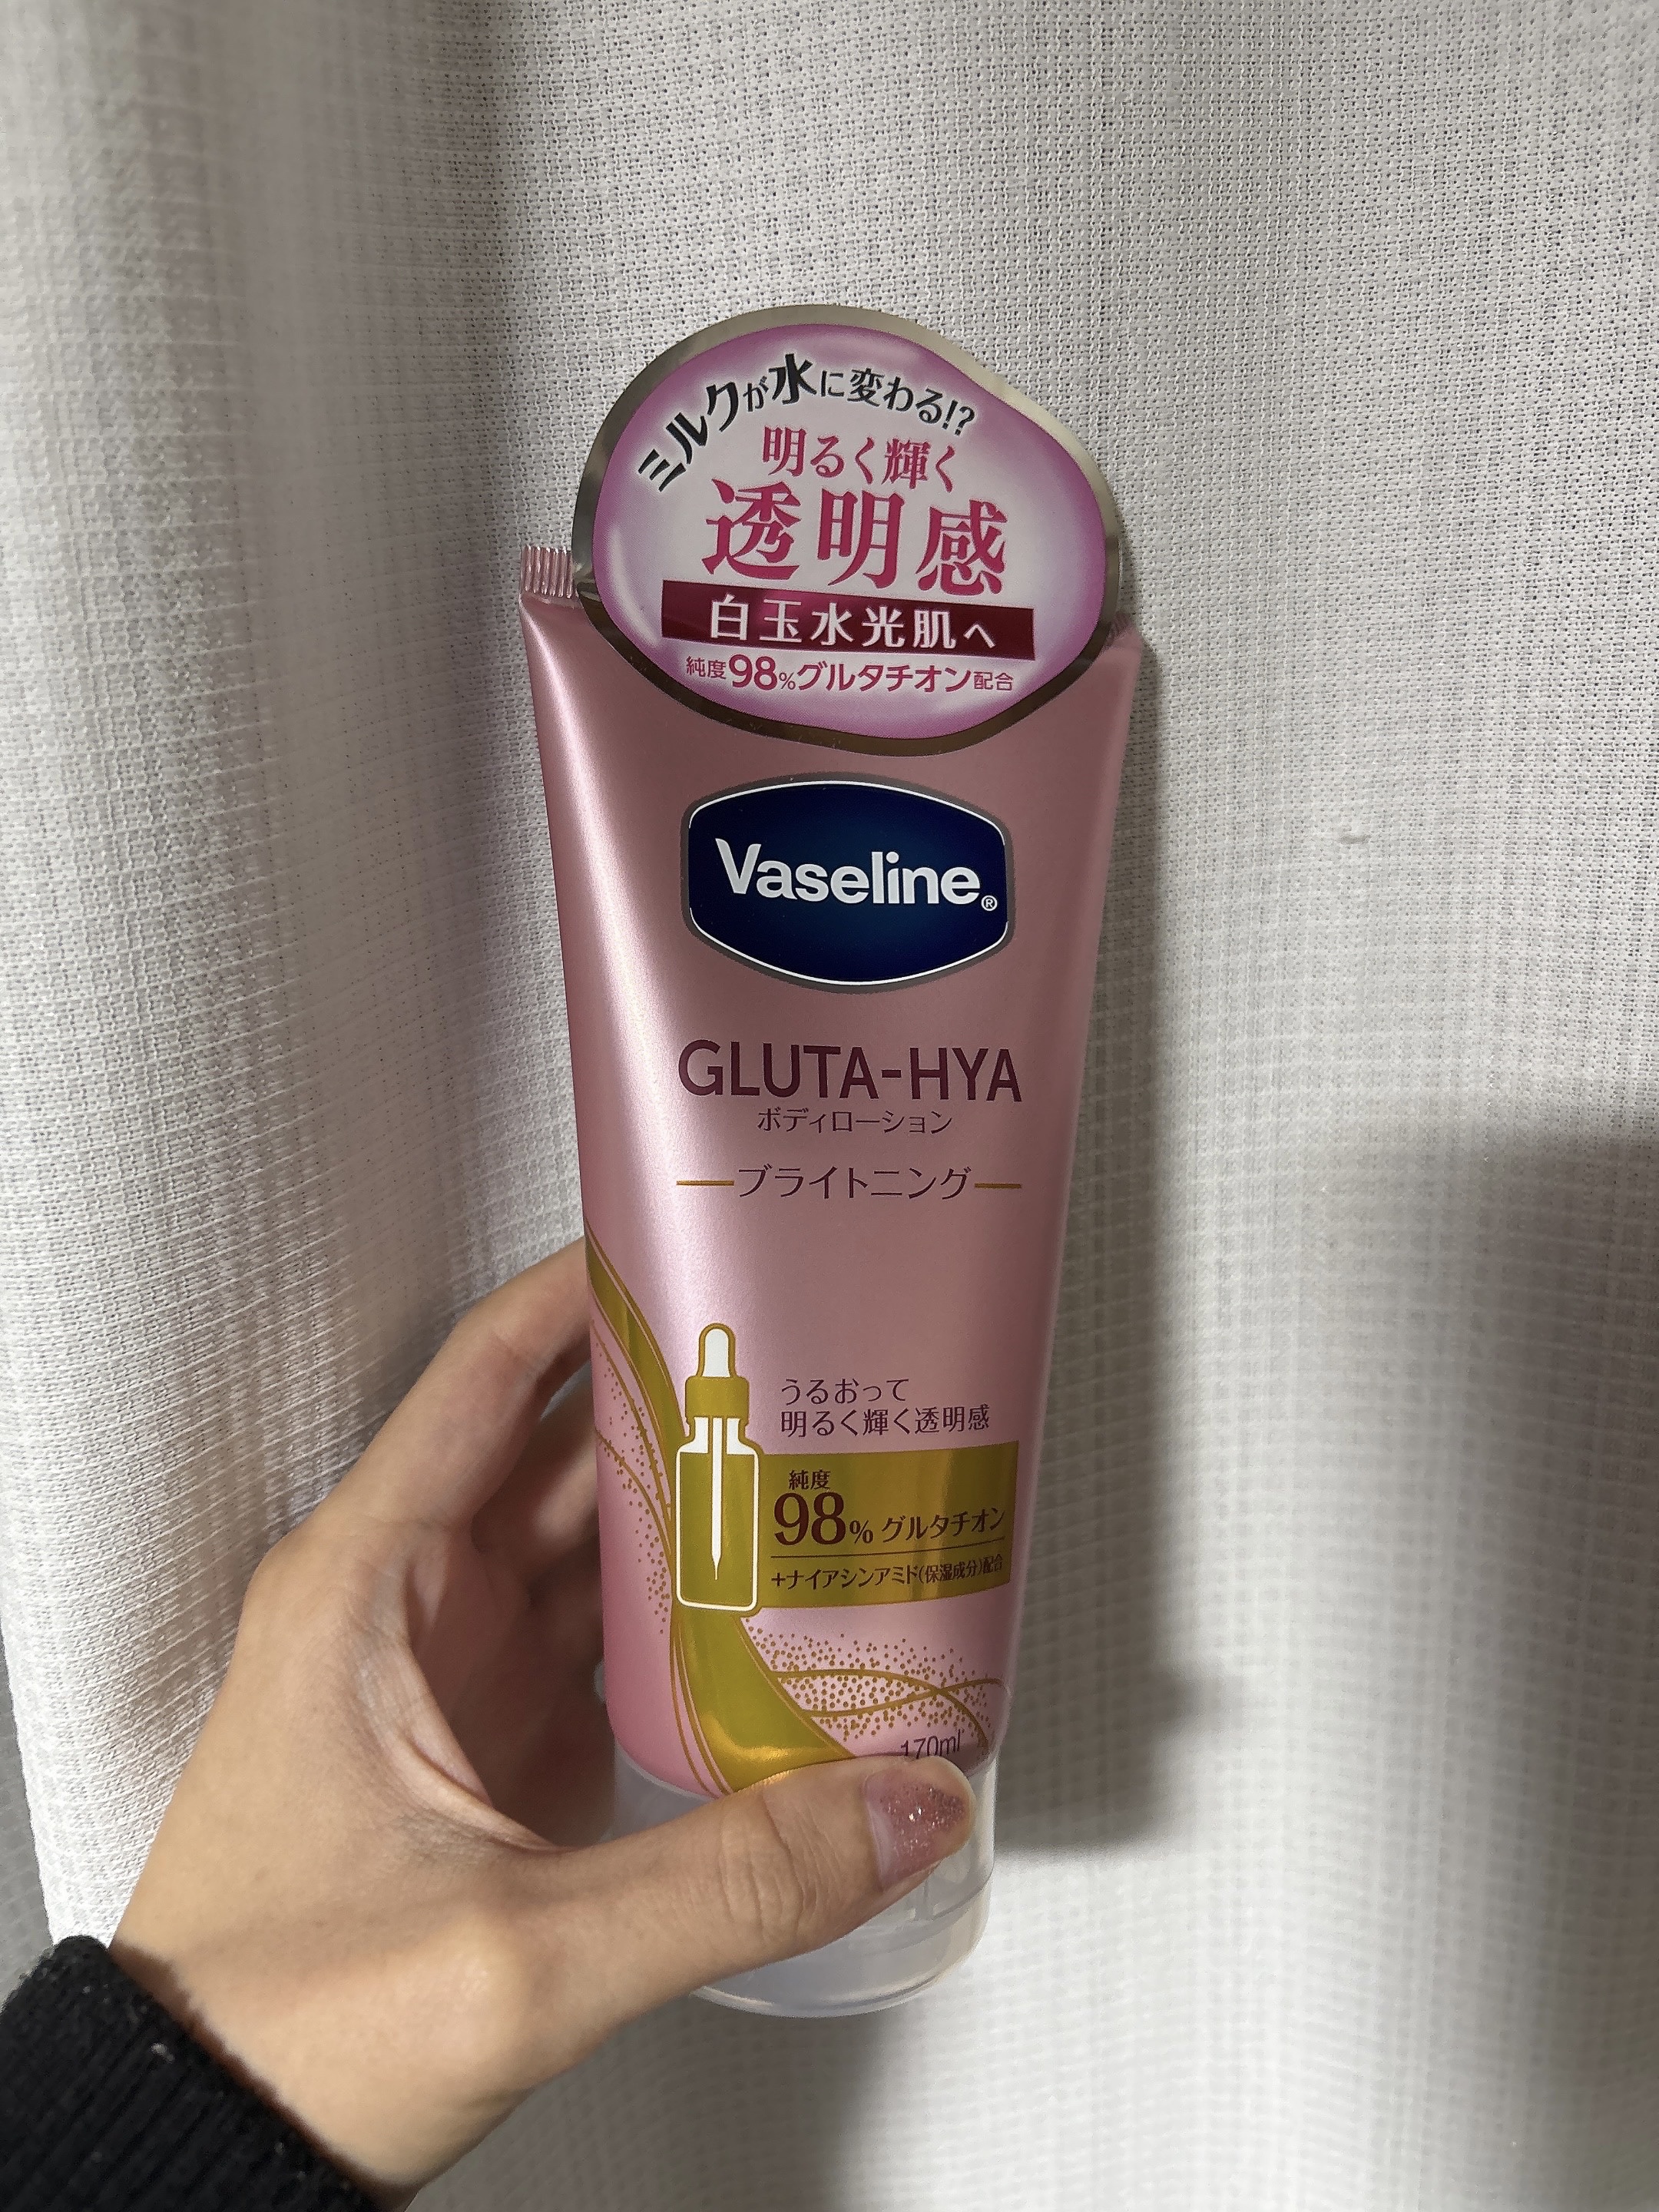 ミルクが水に変わる!?
明るく輝く
透明感
白玉水光肌へ
純度98%グルタチオン配合
Vaseline®
GLUTA-HYA
ボディローション
ブライトニング
うるおって
明るく輝く透明感
純度
98% グルタチオン
+ナイアシンアミド(保湿成分)配合
170ml